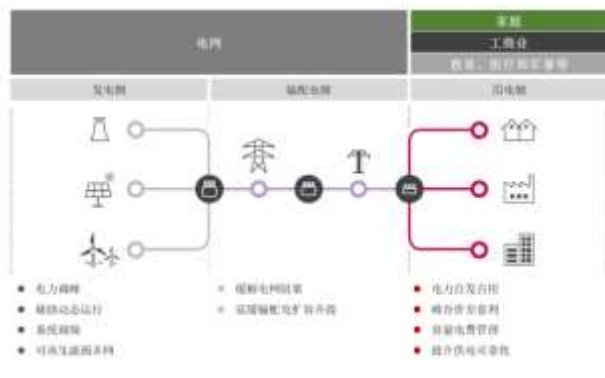 电网
家庭
工商业
发电侧
输配电侧
用电侧
电力调峰
辅助动态运行
系统调频
可再生能源并网
缓解电网阻塞
延缓输配电扩容升级
电力自发自用
峰谷价差套利
容量电费管理
提升供电可靠性